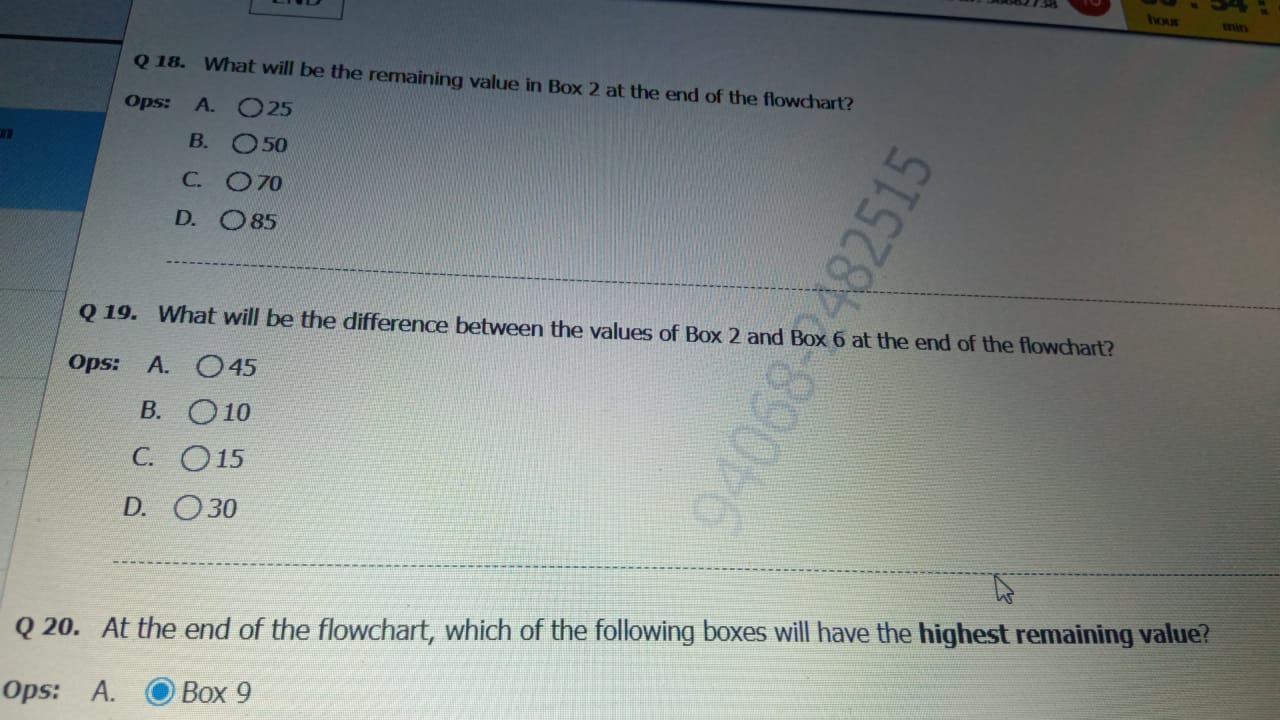 END
hour
min
Q 18. What will be the remaining value in Box 2 at the end of the flowchart?
Ops: A. 25
B. 50
C. 70
D. 85
Q 19. What will be the difference between the values of Box 2 and Box 6 at the end of the flowchart?
Ops: A. 45
B. 10
C. 15
D. 30
Q 20. At the end of the flowchart, which of the following boxes will have the highest remaining value?
Ops: A. Box 9